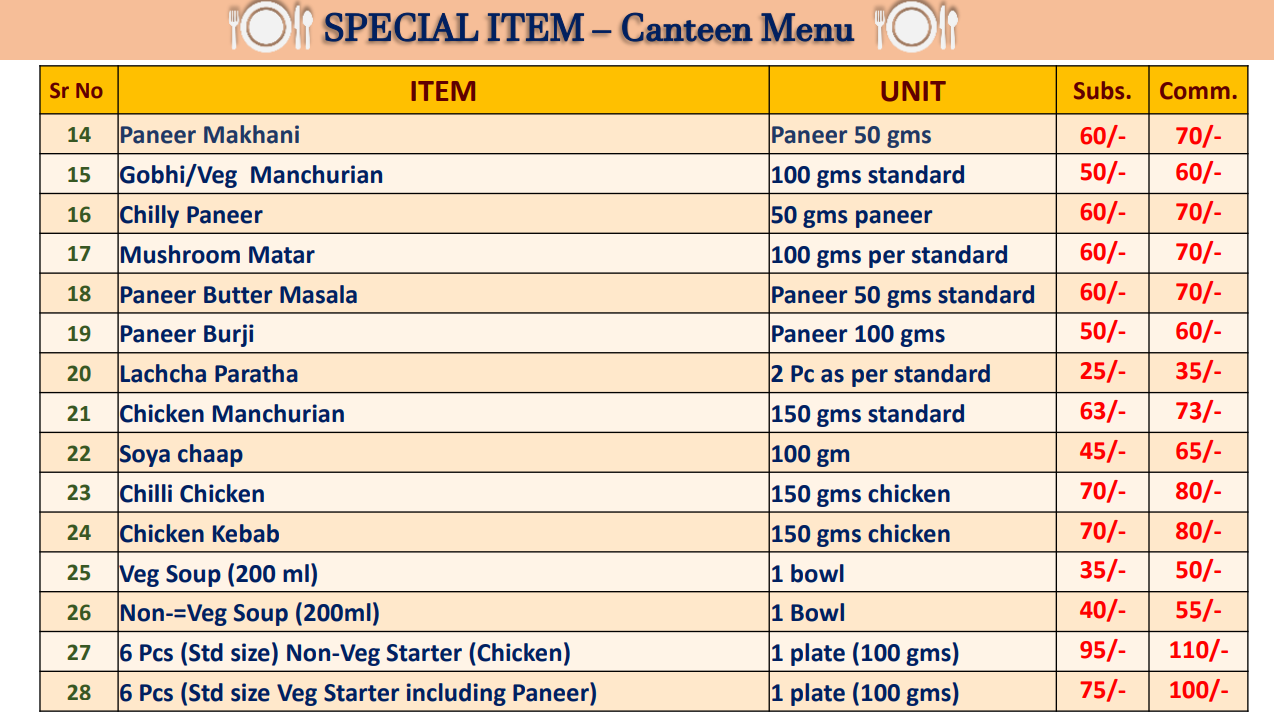 SPECIAL ITEM – Canteen Menu
Sr No ITEM UNIT Subs. Comm.
14 Paneer Makhani Paneer 50 gms 60/- 70/-
15 Gobhi/Veg Manchurian 100 gms standard 50/- 60/-
16 Chilly Paneer 50 gms paneer 60/- 70/-
17 Mushroom Matar 100 gms per standard 60/- 70/-
18 Paneer Butter Masala Paneer 50 gms standard 60/- 70/-
19 Paneer Burji Paneer 100 gms 50/- 60/-
20 Lachcha Paratha 2 Pc as per standard 25/- 35/-
21 Chicken Manchurian 150 gms standard 63/- 73/-
22 Soya chaap 100 gm 45/- 65/-
23 Chilli Chicken 150 gms chicken 70/- 80/-
24 Chicken Kebab 150 gms chicken 70/- 80/-
25 Veg Soup (200 ml) 1 bowl 35/- 50/-
26 Non-=Veg Soup (200ml) 1 Bowl 40/- 55/-
27 6 Pcs (Std size) Non-Veg Starter (Chicken) 1 plate (100 gms) 95/- 110/-
28 6 Pcs (Std size Veg Starter including Paneer) 1 plate (100 gms) 75/- 100/-